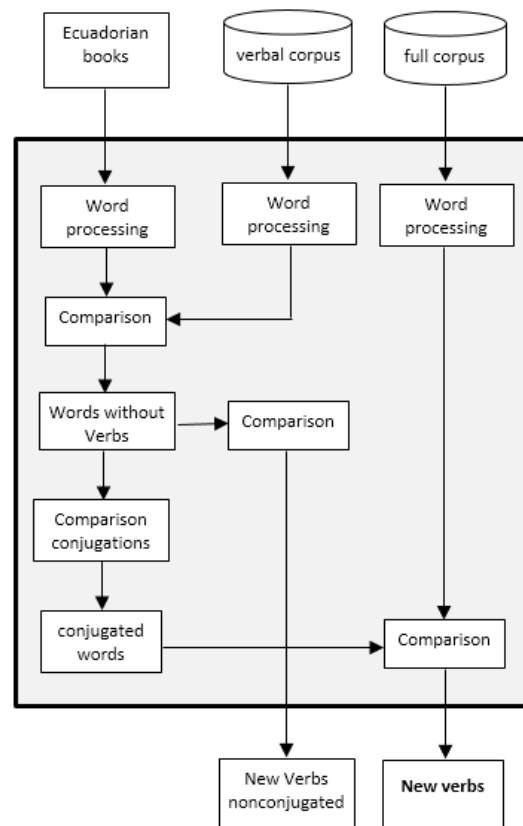 Ecuadorian
books
verbal corpus
full corpus
Word
processing
Word
processing
Word
processing
Comparison
Words without
Verbs
Comparison
Comparison
conjugations
conjugated
words
Comparison
New Verbs
nonconjugated
New verbs